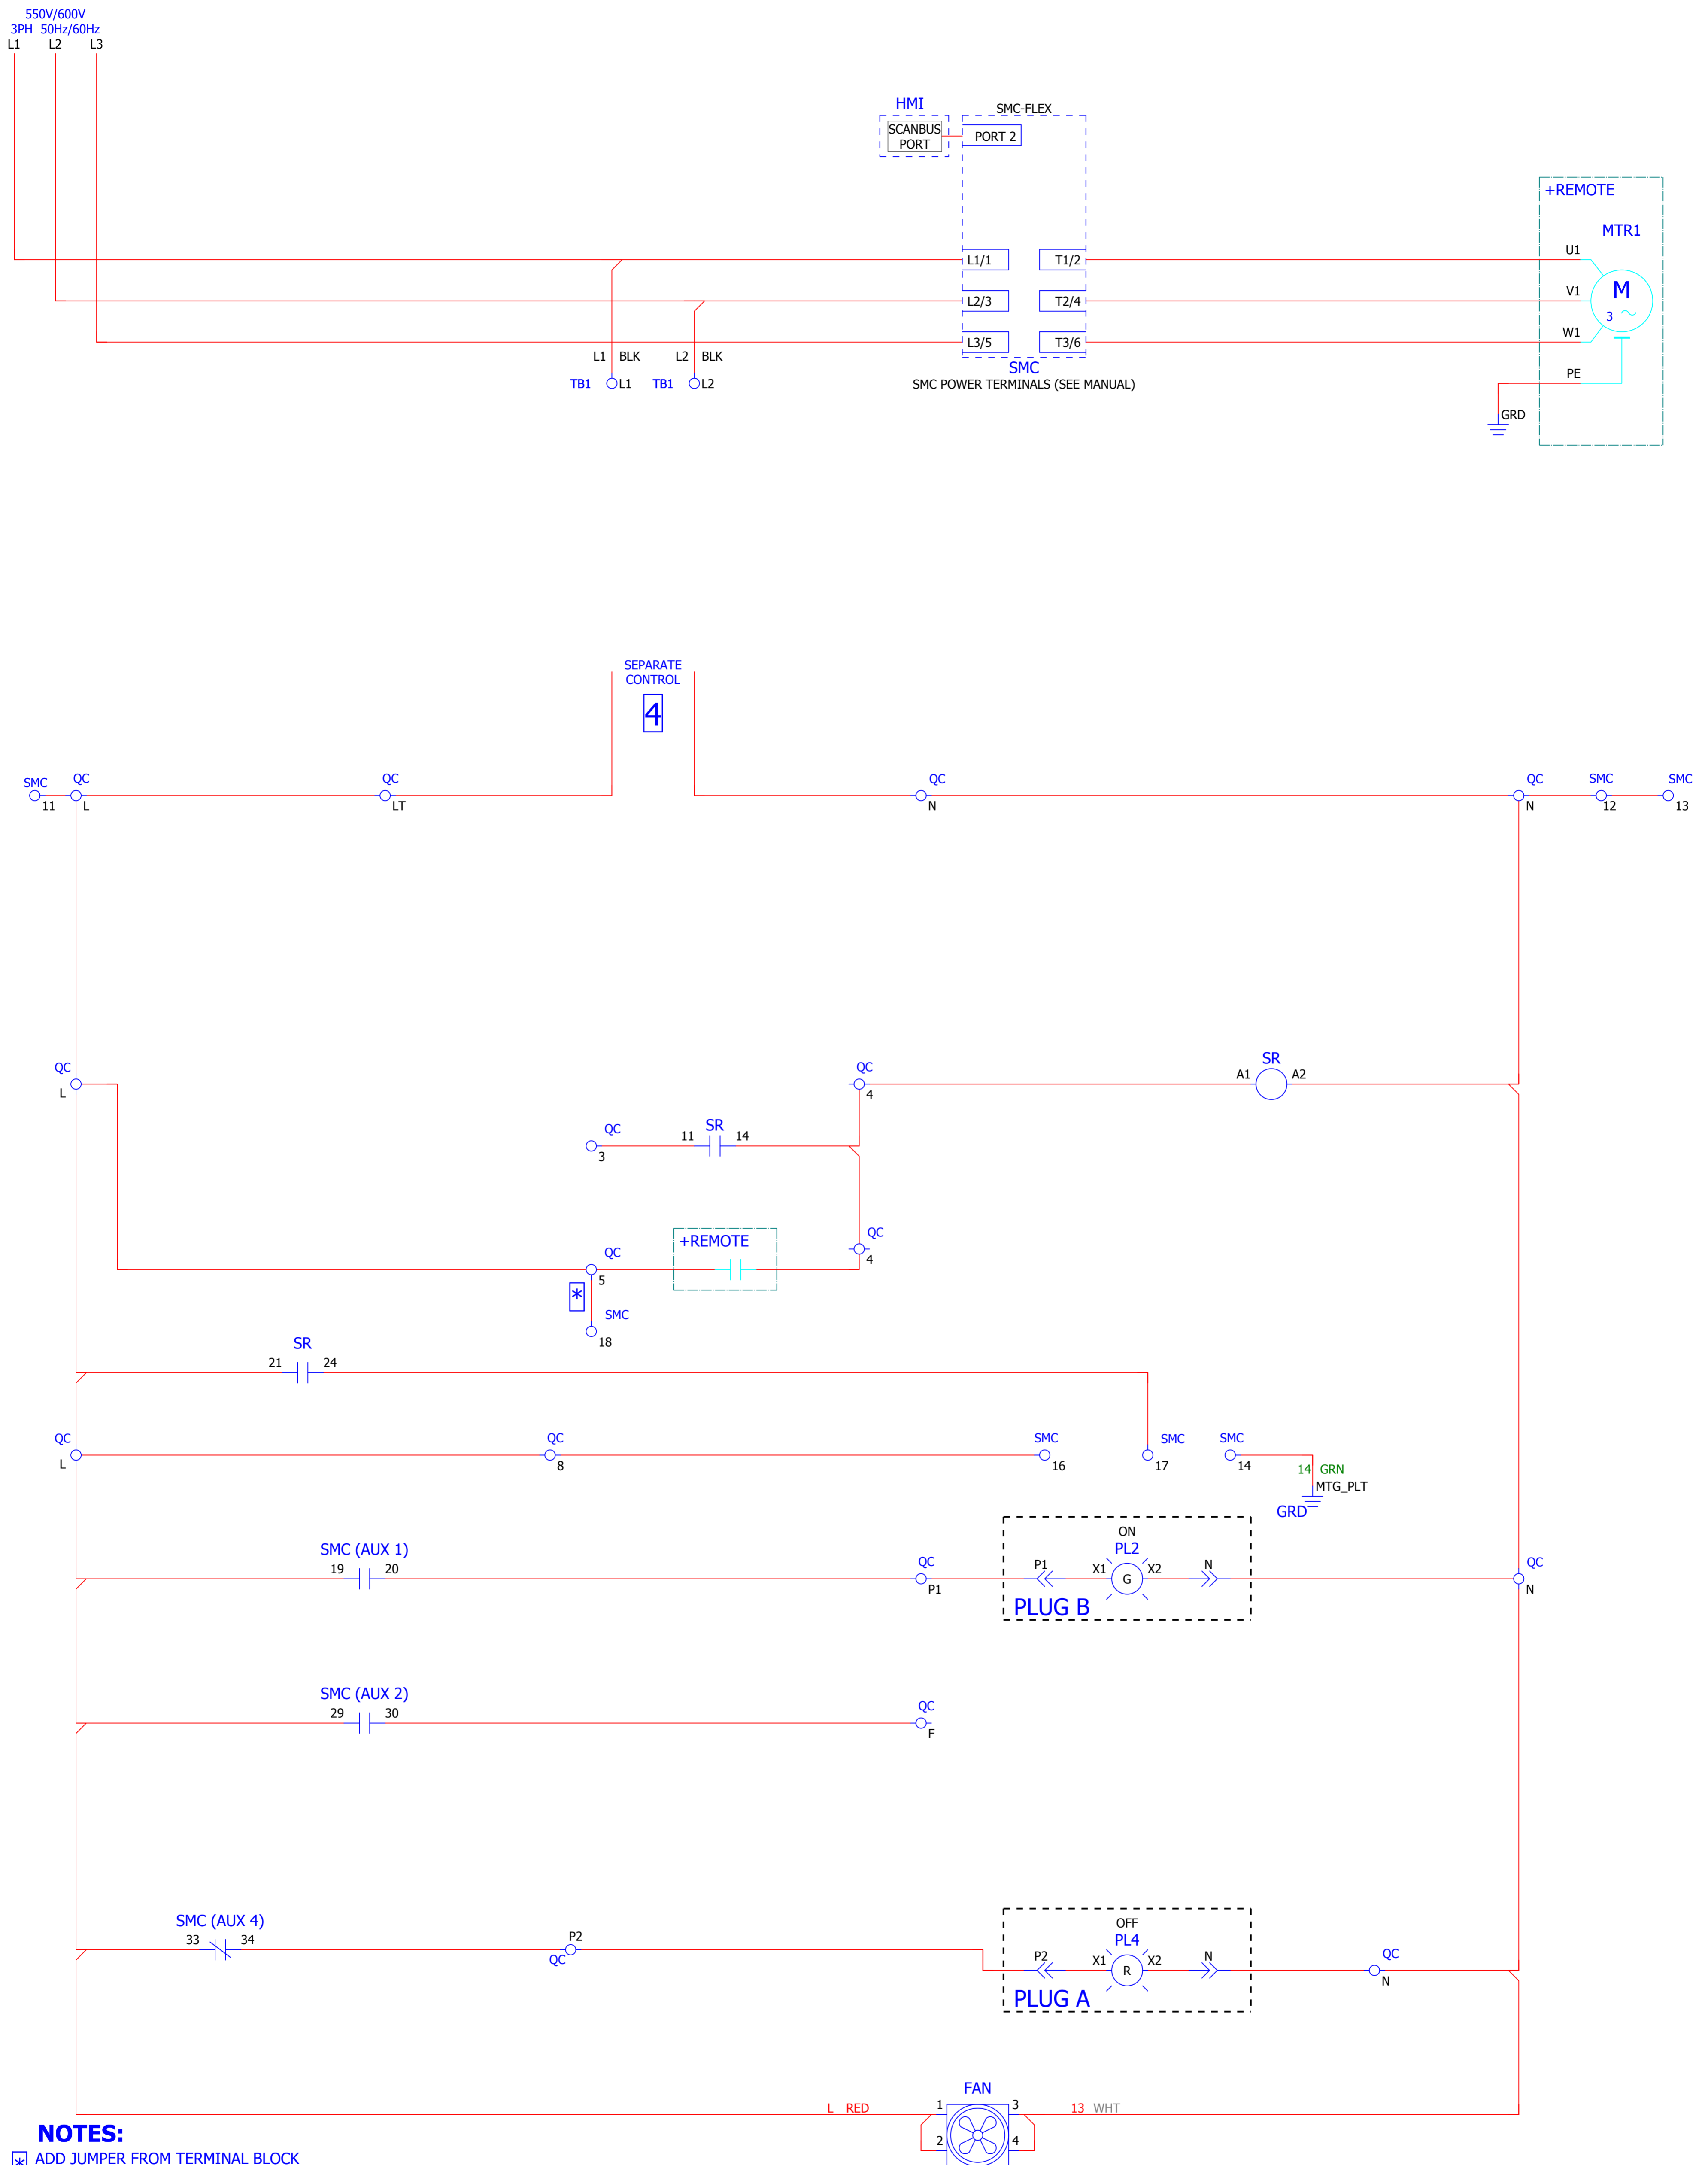 550V/600V
3PH 50Hz/60Hz
L1 L2 L3
HMI
SCANBUS
PORT
SMC-FLEX
PORT 2
+REMOTE
MTR1
L1/1 T1/2 U1
L2/3 T2/4 V1
M
3
L3/5 T3/6 W1
L1 BLK L2 BLK
SMC
TB1 L1 TB1 L2
SMC POWER TERMINALS (SEE MANUAL)
PE
GRD
SEPARATE
CONTROL
4
SMC QC QC QC QC SMC SMC
11 L LT N N 12 13
QC QC SR
A1 A2
L 4
QC SR
11 14
3
+REMOTE
QC
4
QC
5
*
SMC
18
SR
21 24
QC QC SMC SMC SMC
L 8 16 17 14
14 GRN
MTG_PLT
GRD
ON
PL2
SMC (AUX 1)
19 20
QC
P1
P1 X1 G X2 N
QC
N
PLUG B
SMC (AUX 2)
29 30
QC
F
OFF
PL4
SMC (AUX 4)
33 34
P2
QC
P2 X1 R X2 N
QC
N
PLUG A
FAN
L RED 1 3 13 WHT
2 4
NOTES:
* ADD JUMPER FROM TERMINAL BLOCK